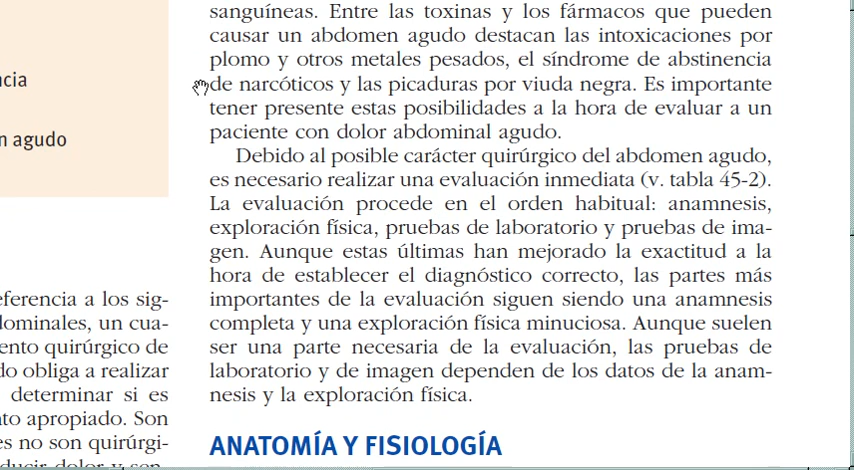 ncia
n agudo
eferencia a los sig-
dominales, un cua-
ento quirúrgico de
do obliga a realizar
determinar si es
nto apropiado. Son
es no son quirúrgi-
ducir dolor y sen-
sanguíneas. Entre las toxinas y los fármacos que pueden
causar un abdomen agudo destacan las intoxicaciones por
plomo y otros metales pesados, el síndrome de abstinencia
de narcóticos y las picaduras por viuda negra. Es importante
tener presente estas posibilidades a la hora de evaluar a un
paciente con dolor abdominal agudo.
Debido al posible carácter quirúrgico del abdomen agudo,
es necesario realizar una evaluación inmediata (v. tabla 45-2).
La evaluación procede en el orden habitual: anamnesis,
exploración física, pruebas de laboratorio y pruebas de ima-
gen. Aunque estas últimas han mejorado la exactitud a la
hora de establecer el diagnóstico correcto, las partes más
importantes de la evaluación siguen siendo una anamnesis
completa y una exploración física minuciosa. Aunque suelen
ser una parte necesaria de la evaluación, las pruebas de
laboratorio y de imagen dependen de los datos de la anam-
nesis y la exploración física.
ANATOMÍA Y FISIOLOGÍA